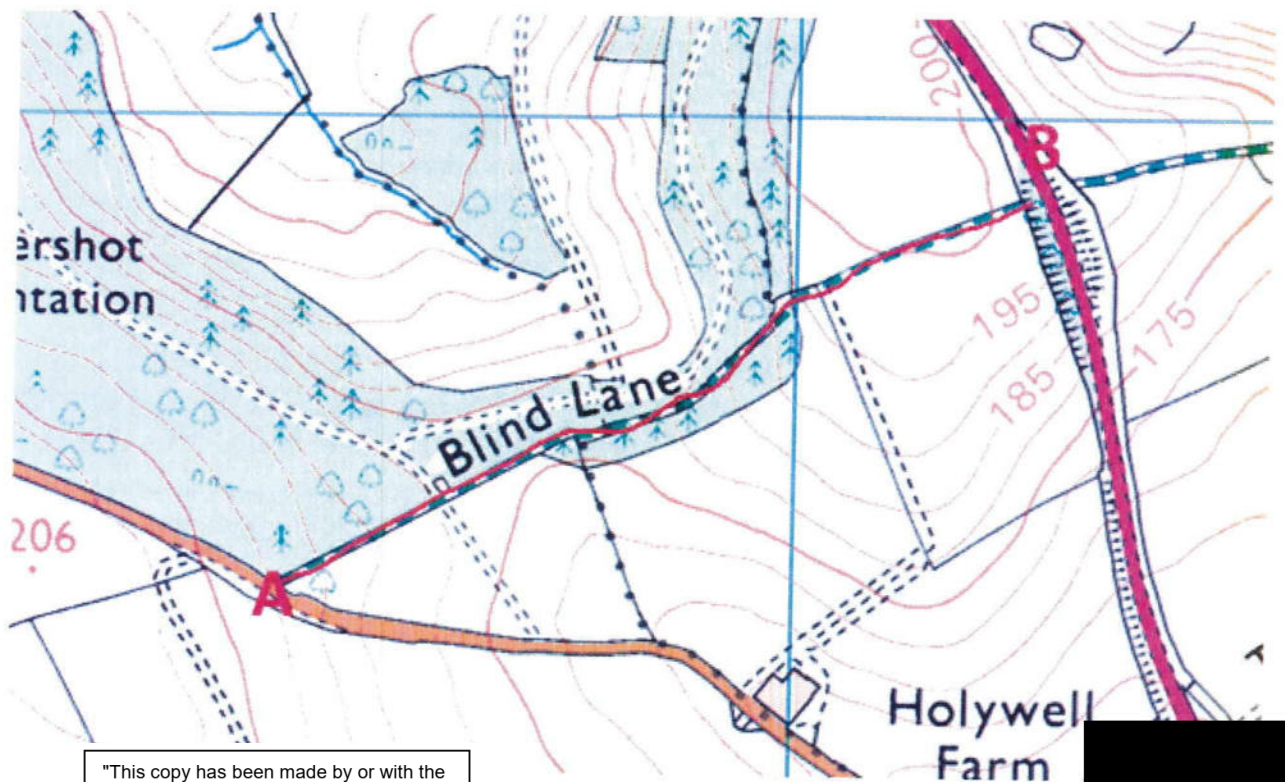 200
B
ershot
ntation
195
175
185
Blind Lane
206
A
Holywell
Farm
"This copy has been made by or with the